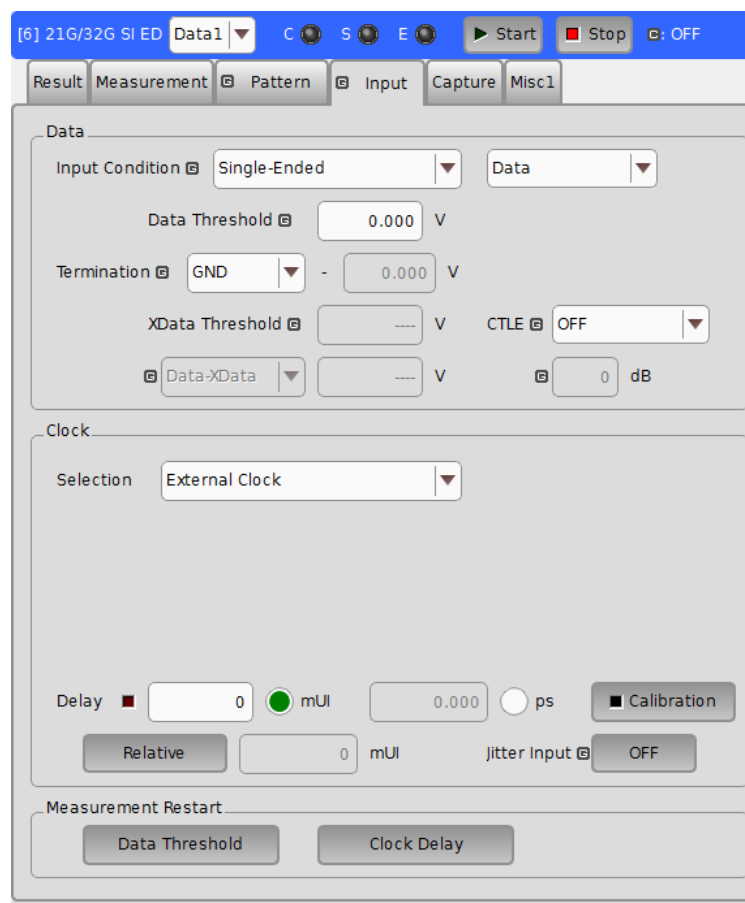 [6] 21G/32G SI ED Data1 C S E Start Stop G: OFF
Result Measurement G Pattern G Input Capture Misc1
Data
Input Condition G Single-Ended Data
Data Threshold G 0.000 V
Termination G GND - 0.000 V
XData Threshold G ---- V CTLE G OFF
G Data-XData ---- V G 0 dB
Clock
Selection External Clock
Delay 0 mUI 0.000 ps Calibration
Relative 0 mUI Jitter Input G OFF
Measurement Restart
Data Threshold Clock Delay